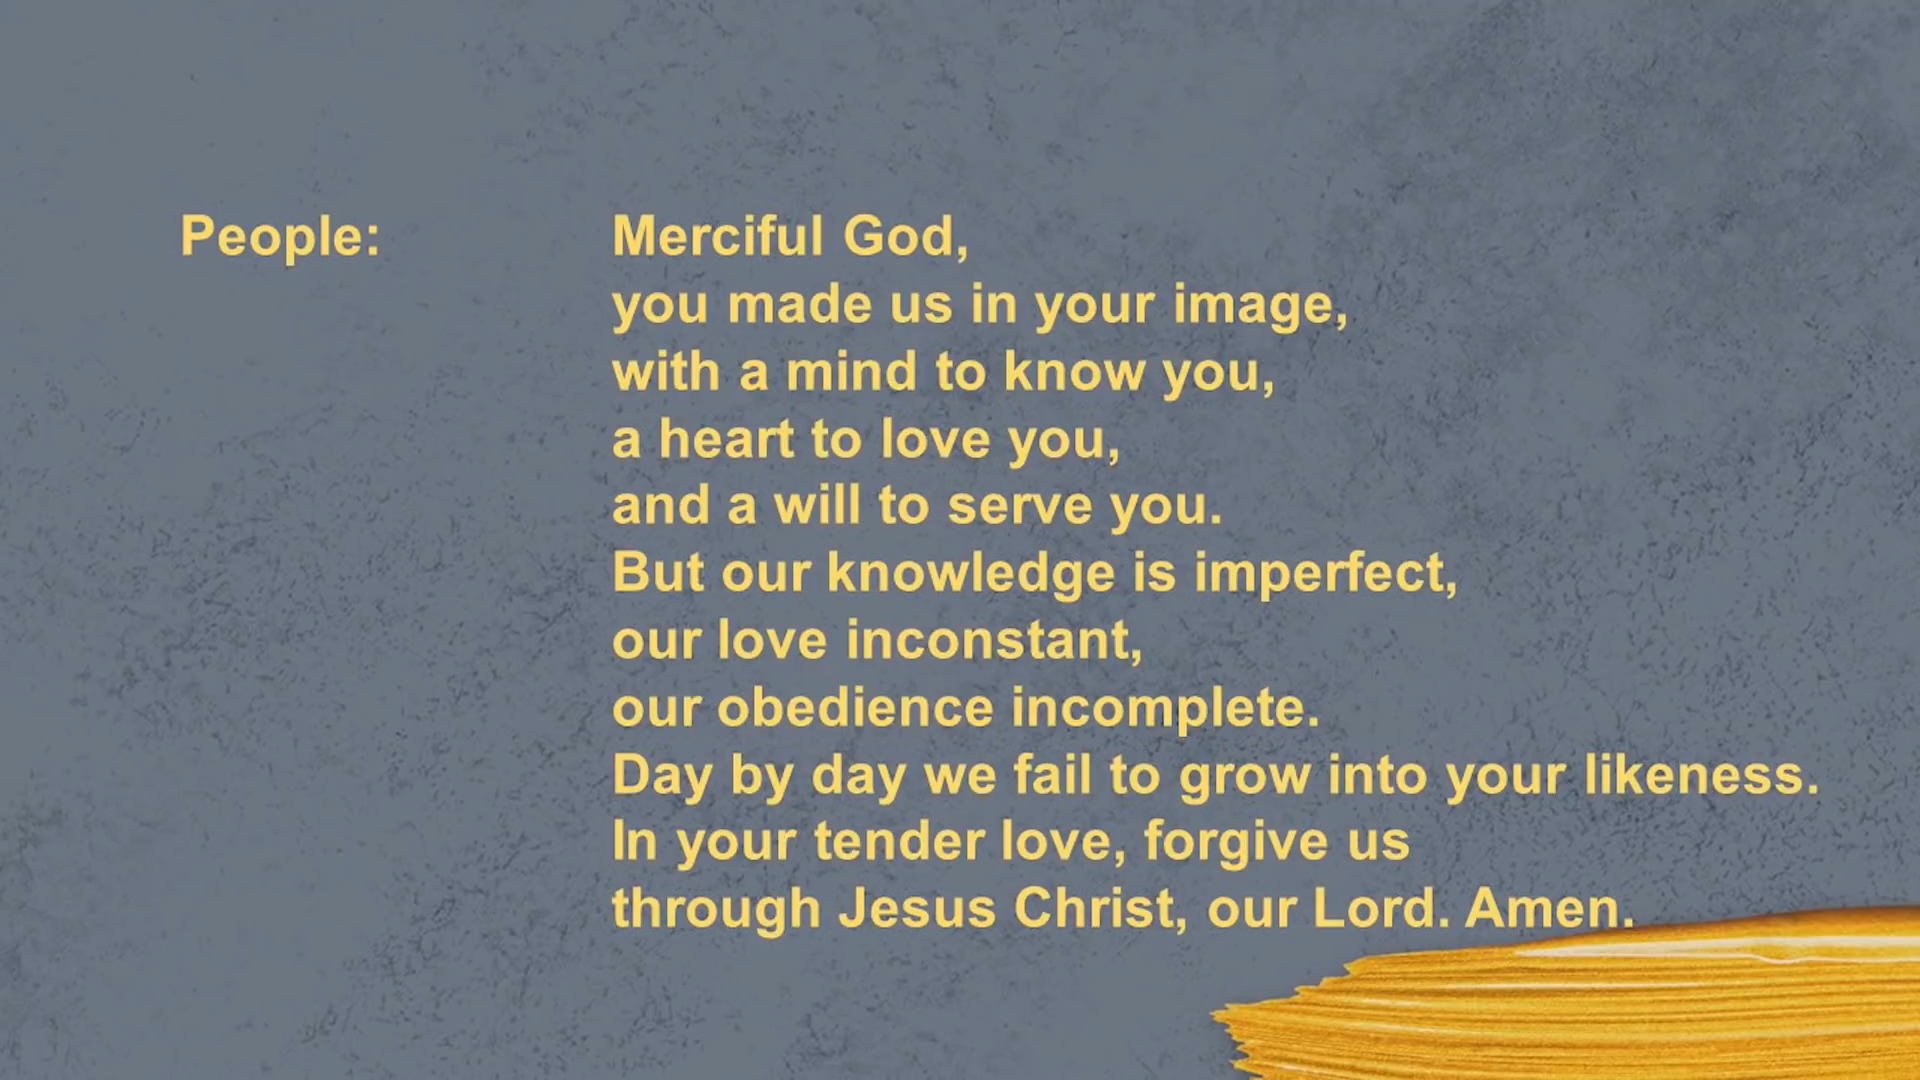 People: Merciful God,
you made us in your image,
with a mind to know you,
a heart to love you,
and a will to serve you.
But our knowledge is imperfect,
our love inconstant,
our obedience incomplete.
Day by day we fail to grow into your likeness.
In your tender love, forgive us
through Jesus Christ, our Lord. Amen.